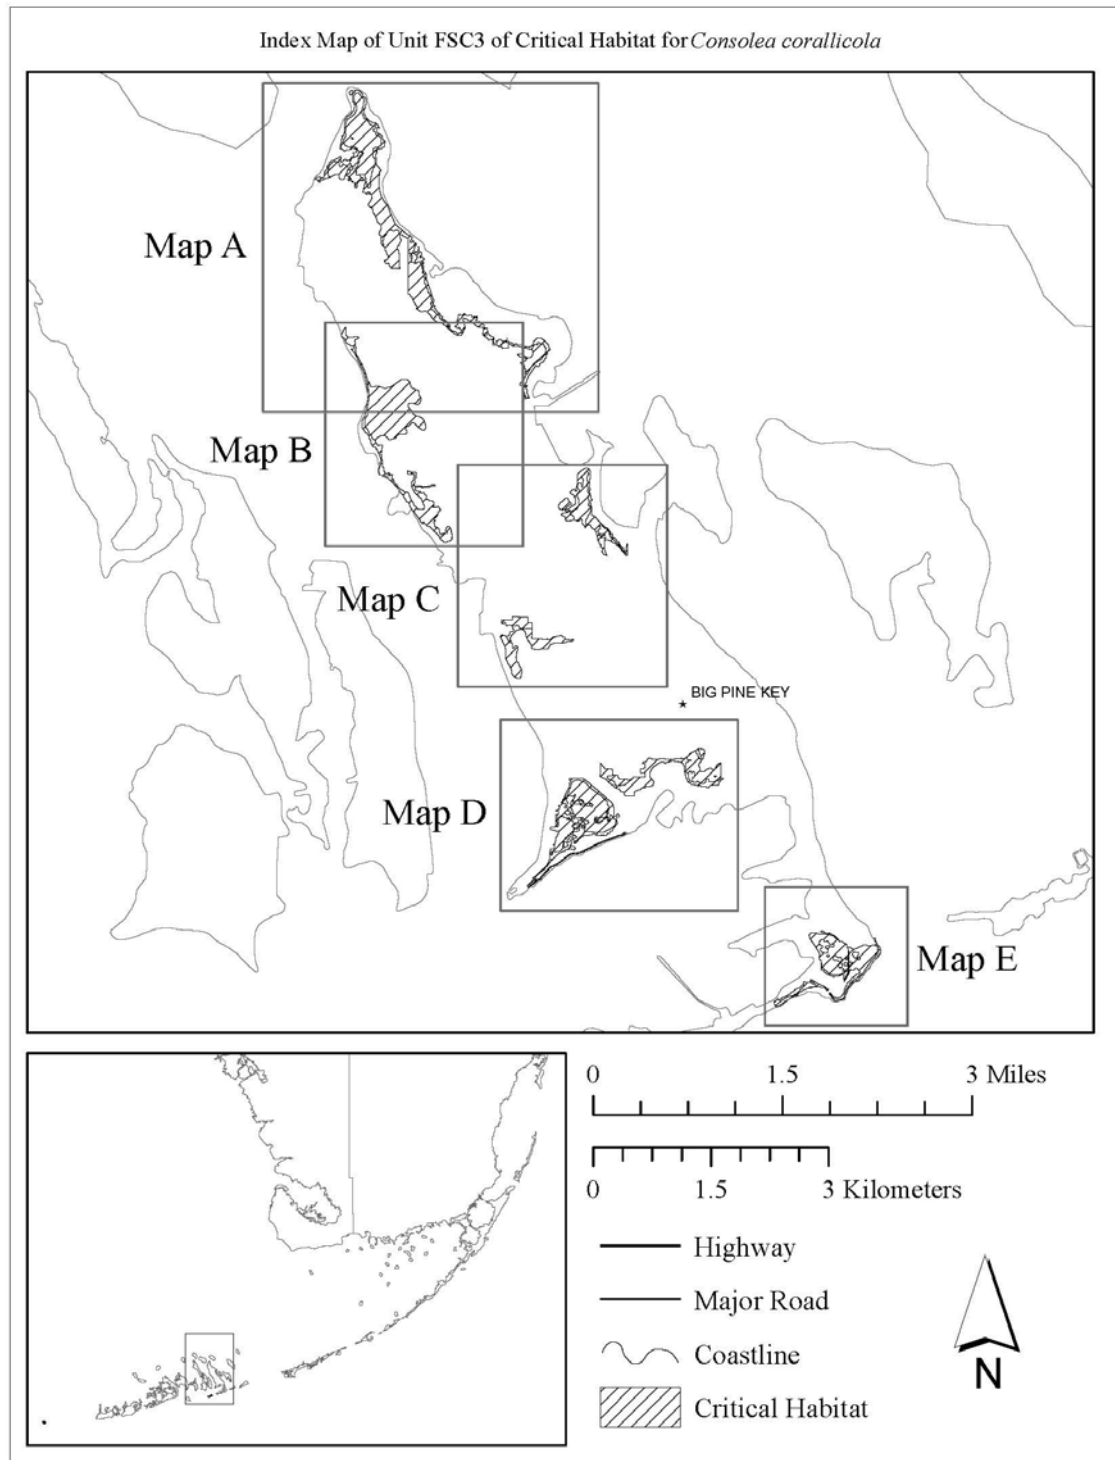 Index Map of Unit FSC3 of Critical Habitat for Consolea corallicola
Map A
Map B
Map C
BIG PINE KEY
Map D
Map E
0 1.5 3 Miles
0 1.5 3 Kilometers
Highway
Major Road
Coastline
Critical Habitat
N